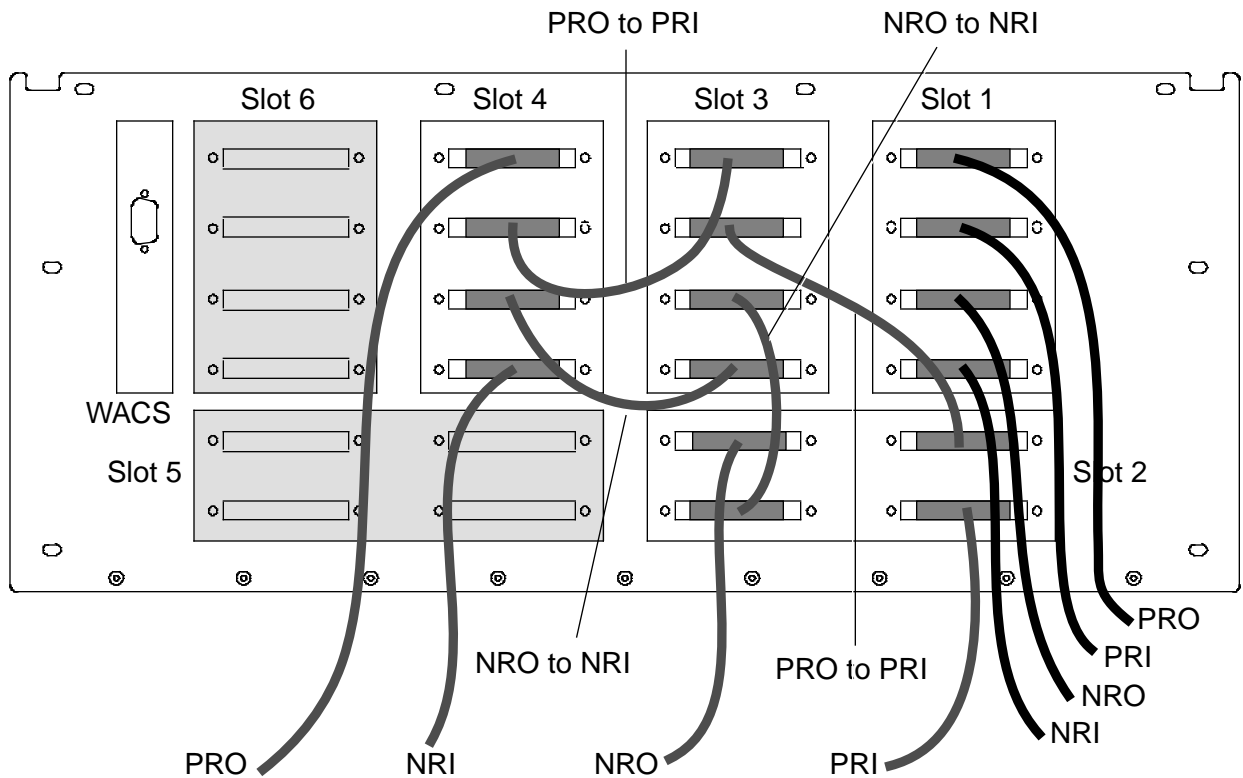 PRO to PRI
NRO to NRI
Slot 6
Slot 4
Slot 3
Slot 1
WACS
Slot 5
Slot 2
PRO
PRI
NRO
NRI
NRO to NRI
PRO to PRI
PRO
NRI
NRO
PRI